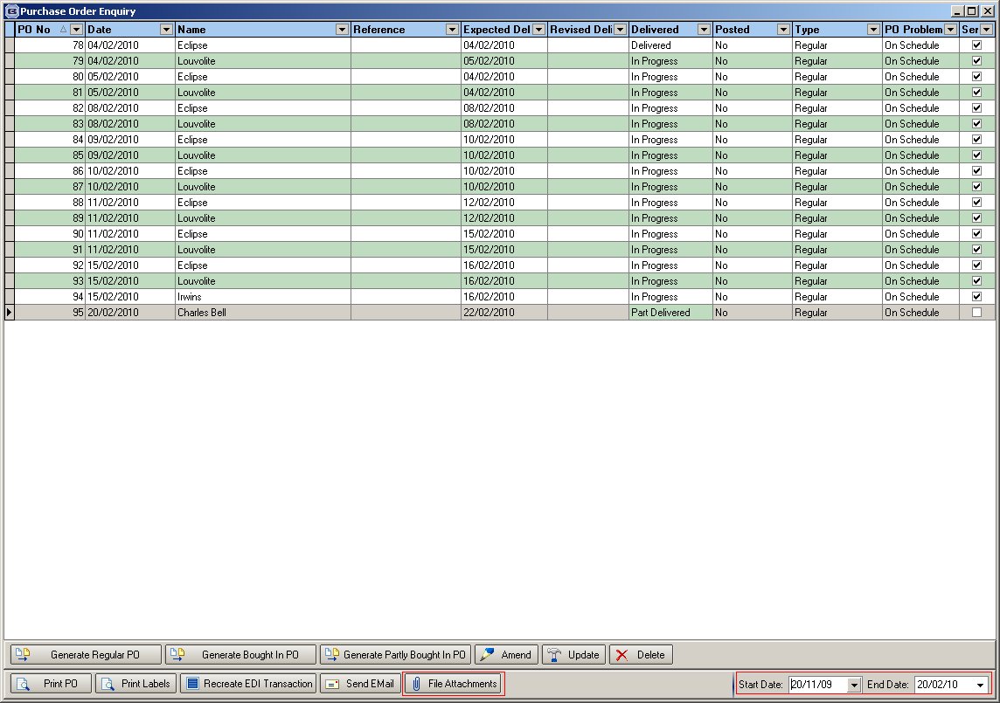 Purchase Order Enquiry
PO No Date Name Reference Expected Del Revised Deli Delivered Posted Type PO Problem Ser
78 04/02/2010 Eclipse 04/02/2010 Delivered No Regular On Schedule
79 04/02/2010 Louvolite 05/02/2010 In Progress No Regular On Schedule
80 05/02/2010 Eclipse 04/02/2010 In Progress No Regular On Schedule
81 05/02/2010 Louvolite 04/02/2010 In Progress No Regular On Schedule
82 08/02/2010 Eclipse 08/02/2010 In Progress No Regular On Schedule
83 08/02/2010 Louvolite 08/02/2010 In Progress No Regular On Schedule
84 09/02/2010 Eclipse 10/02/2010 In Progress No Regular On Schedule
85 09/02/2010 Louvolite 10/02/2010 In Progress No Regular On Schedule
86 10/02/2010 Eclipse 10/02/2010 In Progress No Regular On Schedule
87 10/02/2010 Louvolite 10/02/2010 In Progress No Regular On Schedule
88 11/02/2010 Eclipse 12/02/2010 In Progress No Regular On Schedule
89 11/02/2010 Louvolite 12/02/2010 In Progress No Regular On Schedule
90 11/02/2010 Eclipse 15/02/2010 In Progress No Regular On Schedule
91 11/02/2010 Louvolite 15/02/2010 In Progress No Regular On Schedule
92 15/02/2010 Eclipse 16/02/2010 In Progress No Regular On Schedule
93 15/02/2010 Louvolite 16/02/2010 In Progress No Regular On Schedule
94 15/02/2010 Irwins 16/02/2010 In Progress No Regular On Schedule
95 20/02/2010 Charles Bell 22/02/2010 Part Delivered No Regular On Schedule
Generate Regular PO Generate Bought In PO Generate Partly Bought In PO Amend Update Delete
Print PO Print Labels Recreate EDI Transaction Send EMail File Attachments Start Date: 20/11/09 End Date: 20/02/10